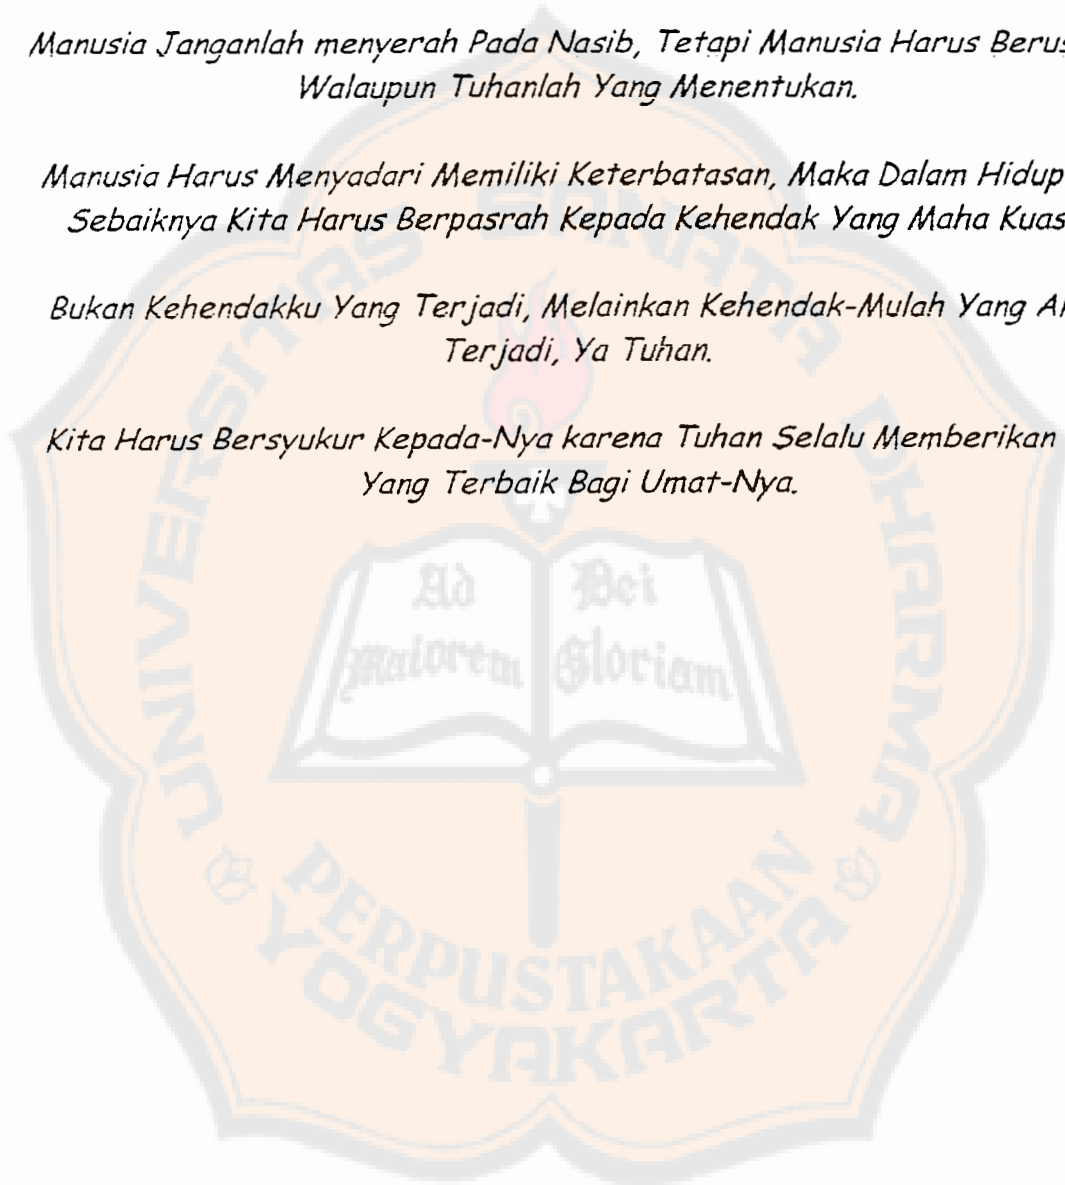 Manusia Janganlah menyerah Pada Nasib, Tetapi Manusia Harus Berus
Walaupun Tuhanlah Yang Menentukan.
Manusia Harus Menyadari Memiliki Keterbatasan, Maka Dalam Hidup
Sebaiknya Kita Harus Berpasrah Kepada Kehendak Yang Maha Kuas
Bukan Kehendakku Yang Terjadi, Melainkan Kehendak-Mulah Yang
Terjadi, Ya Tuhan.
Kita Harus Bersyukur Kepada-Nya karena Tuhan Selalu Memberikan
Yang Terbaik Bagi Umat-Nya.
UNIVERSITAS SANATA DHARMA
Ad Dei
maiorem Gloriam
PERPUSTAKAAN
YOGYAKARTA